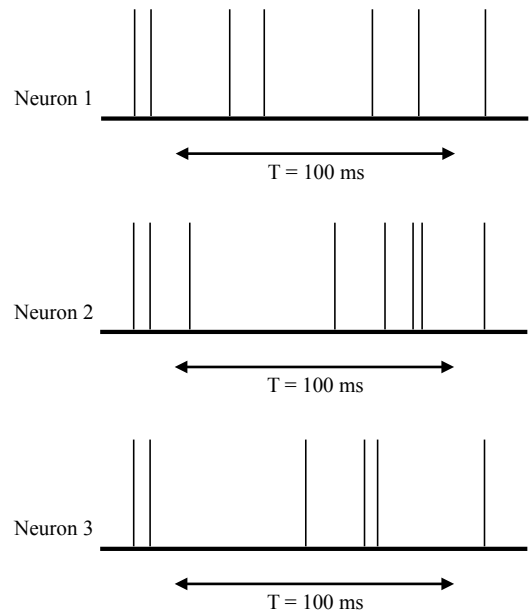 Neuron 1
T = 100 ms
Neuron 2
T = 100 ms
Neuron 3
T = 100 ms